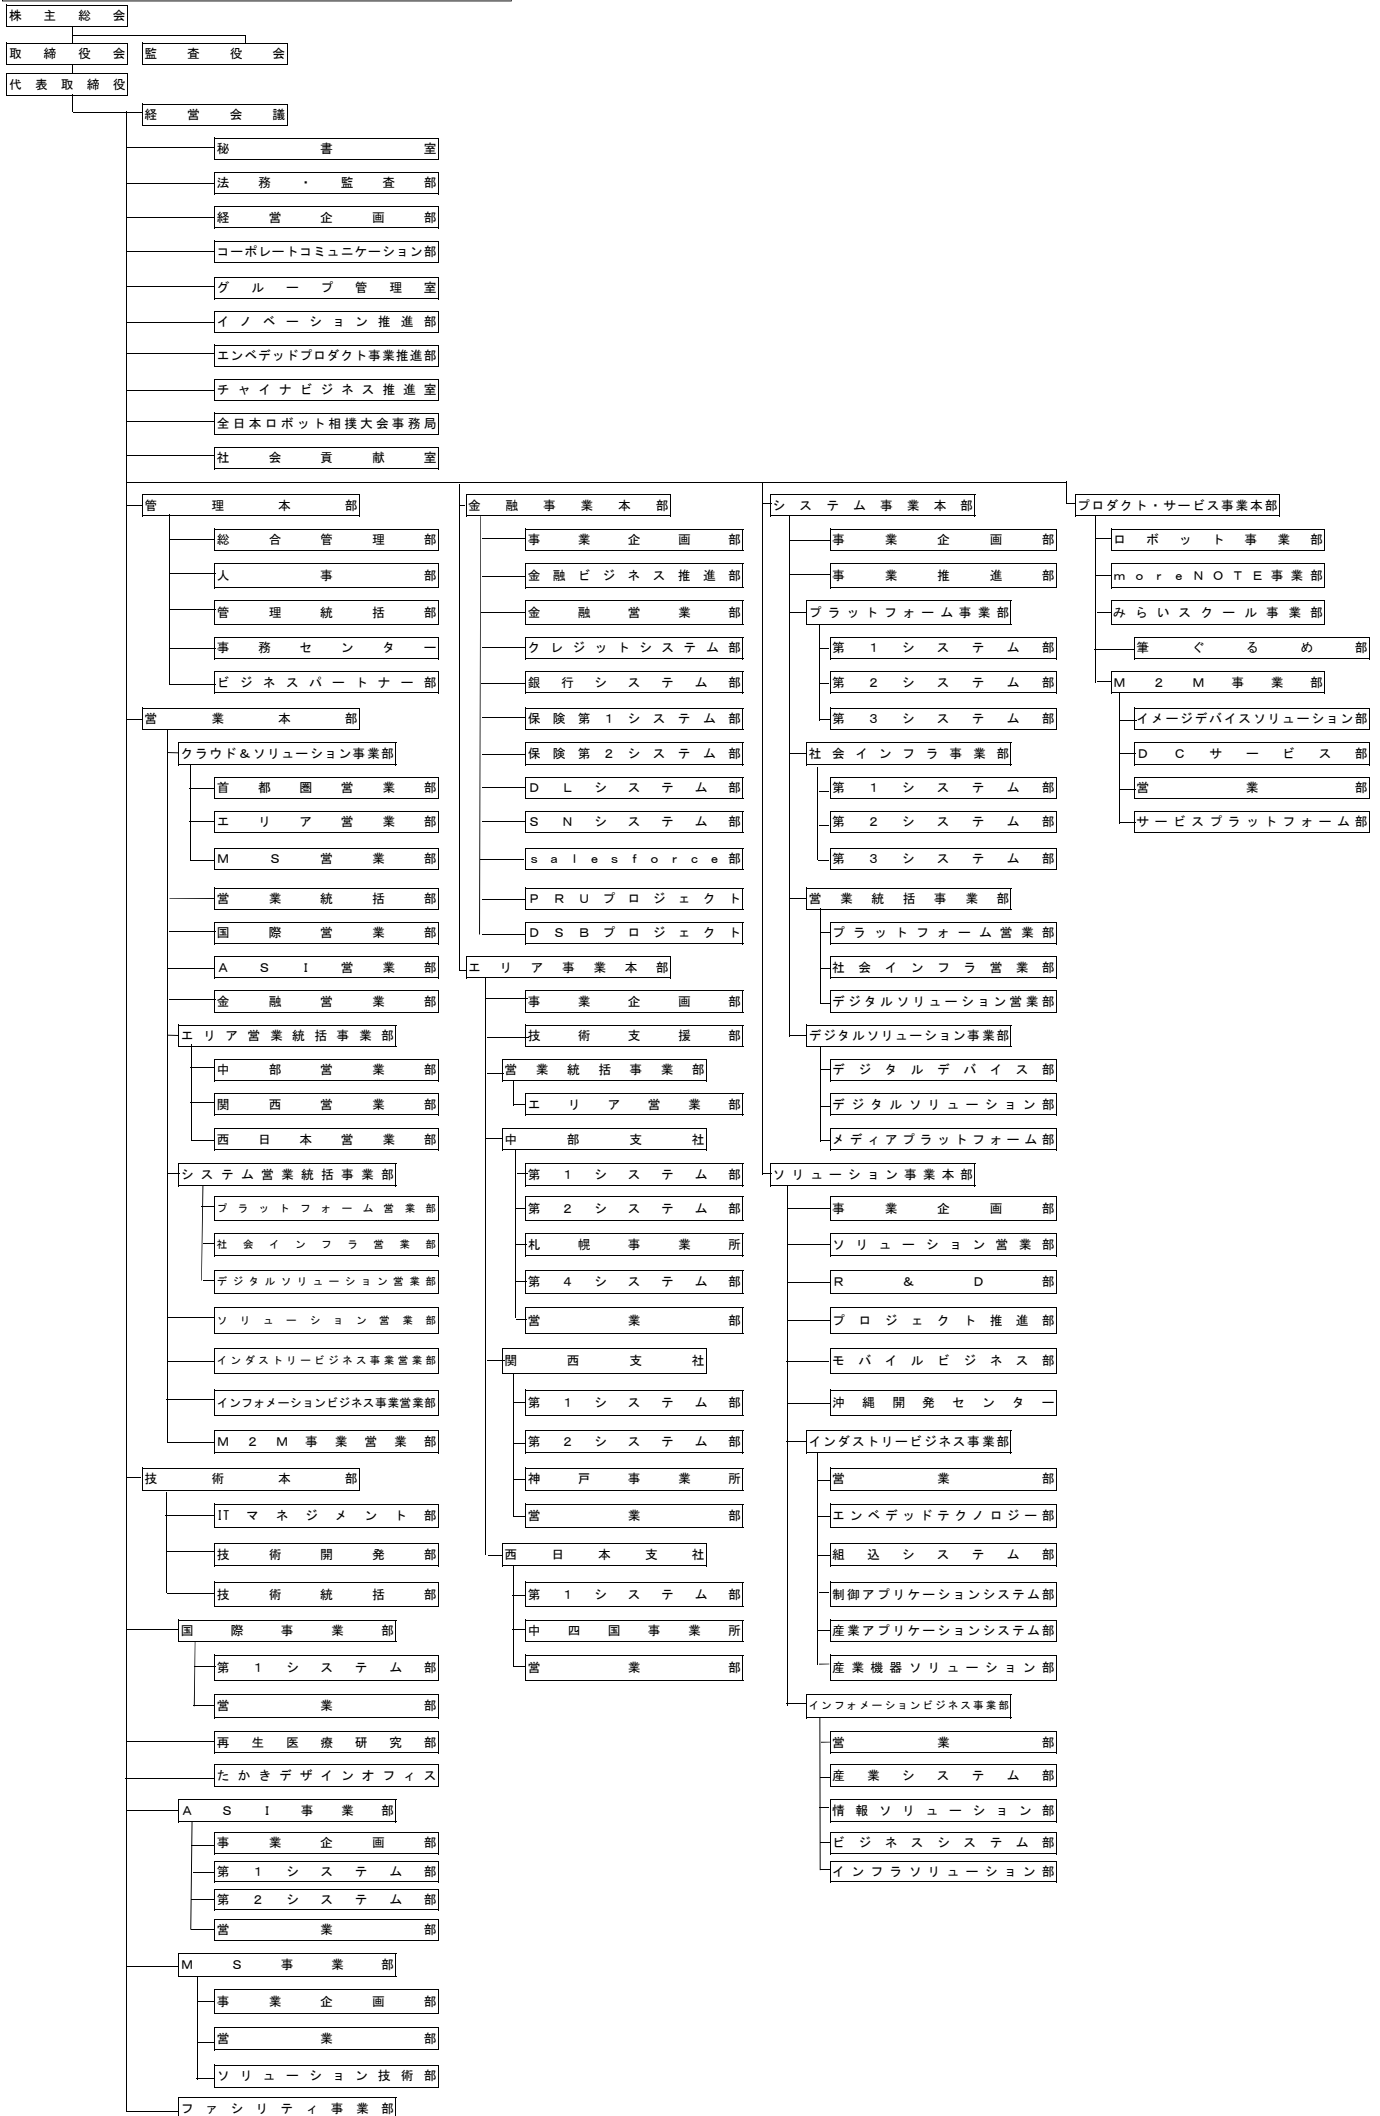 株主総会
取締役会
監査役会
代表取締役
経営会議
秘書室
法務・監査部
経営企画部
コーポレートコミュニケーション部
グループ管理室
イノベーション推進部
エンベデッドプロダクト事業推進部
チャイナビジネス推進室
全日本ロボット相撲大会事務局
社会貢献室
管理本部
総合管理部
人事部
管理統括部
事務センター
ビジネスパートナー部
営業本部
クラウド&ソリューション事業部
首都圏営業部
エリア営業部
MS営業部
営業統括部
国際営業部
ASI営業部
金融営業部
エリア営業統括事業部
中部営業部
関西営業部
西日本営業部
システム営業統括事業部
プラットフォーム営業部
社会インフラ営業部
デジタルソリューション営業部
ソリューション営業部
インダストリービジネス事業営業部
インフォメーションビジネス事業営業部
M2M事業営業部
技術本部
ITマネジメント部
技術開発部
技術統括部
国際事業部
第1システム部
営業部
再生医療研究部
たかきデザインオフィス
ASI事業部
事業企画部
第1システム部
第2システム部
営業部
MS事業部
事業企画部
営業部
ソリューション技術部
ファシリティ事業部
金融事業本部
事業企画部
金融ビジネス推進部
金融営業部
クレジットシステム部
銀行システム部
保険第1システム部
保険第2システム部
DLシステム部
SNシステム部
salesforce部
PRUプロジェクト
DSBプロジェクト
エリア事業本部
事業企画部
技術支援部
営業統括事業部
エリア営業部
中部支社
第1システム部
第2システム部
札幌事業所
第4システム部
営業部
関西支社
第1システム部
第2システム部
神戸事業所
営業部
西日本支社
第1システム部
中四国事業所
営業部
システム事業本部
事業企画部
事業推進部
プラットフォーム事業部
第1システム部
第2システム部
第3システム部
社会インフラ事業部
第1システム部
第2システム部
第3システム部
営業統括事業部
プラットフォーム営業部
社会インフラ営業部
デジタルソリューション営業部
デジタルソリューション事業部
デジタルデバイス部
デジタルソリューション部
メディアプラットフォーム部
ソリューション事業本部
事業企画部
ソリューション営業部
R&D部
プロジェクト推進部
モバイルビジネス部
沖縄開発センター
インダストリービジネス事業部
営業部
エンベデッドテクノロジー部
組込システム部
制御アプリケーションシステム部
産業アプリケーションシステム部
産業機器ソリューション部
インフォメーションビジネス事業部
営業部
産業システム部
情報ソリューション部
ビジネスシステム部
インフラソリューション部
プロダクト・サービス事業本部
ロボット事業部
moreNOTE事業部
みらいスクール事業部
筆ぐるめ部
M2M事業部
イメージデバイスソリューション部
DCサービス部
営業部
サービスプラットフォーム部